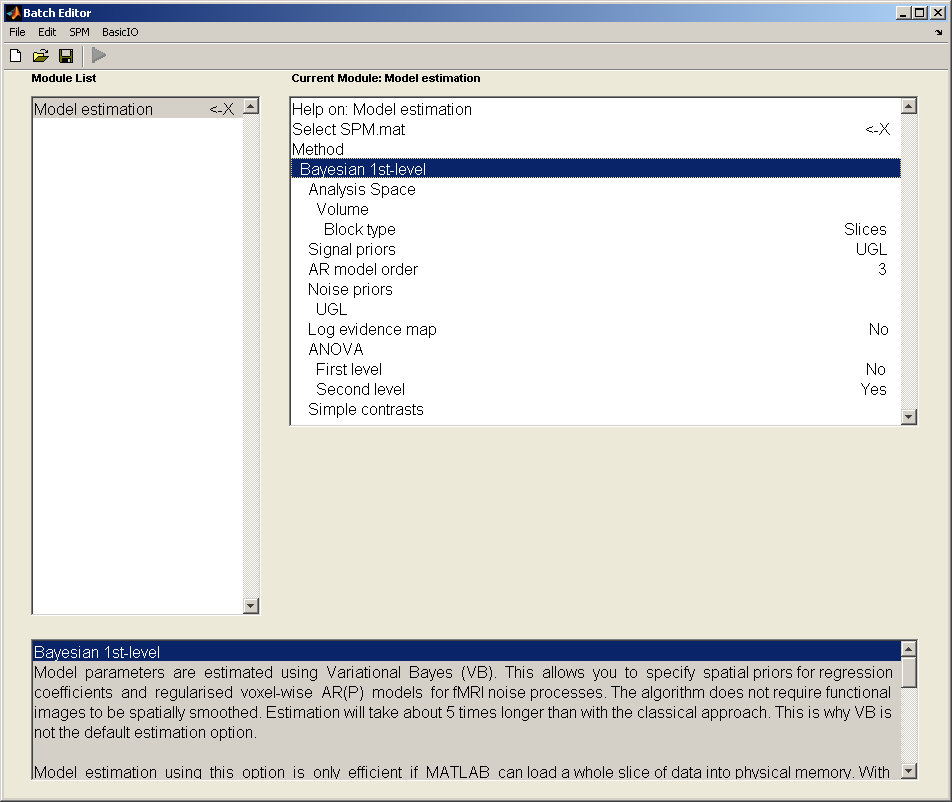 Batch Editor
File Edit SPM BasicIO
Module List
Current Module: Model estimation
Model estimation <-X
Help on: Model estimation
Select SPM.mat <-X
Method
Bayesian 1st-level
Analysis Space
Volume
Block type Slices
Signal priors UGL
AR model order 3
Noise priors
UGL
Log evidence map No
ANOVA
First level No
Second level Yes
Simple contrasts
Bayesian 1st-level
Model parameters are estimated using Variational Bayes (VB). This allows you to specify spatial priors for regression
coefficients and regularised voxel-wise AR(P) models for fMRI noise processes. The algorithm does not require functional
images to be spatially smoothed. Estimation will take about 5 times longer than with the classical approach. This is why VB is
not the default estimation option.
Model estimation using this option is only efficient if MATLAB can load a whole slice of data into physical memory. With